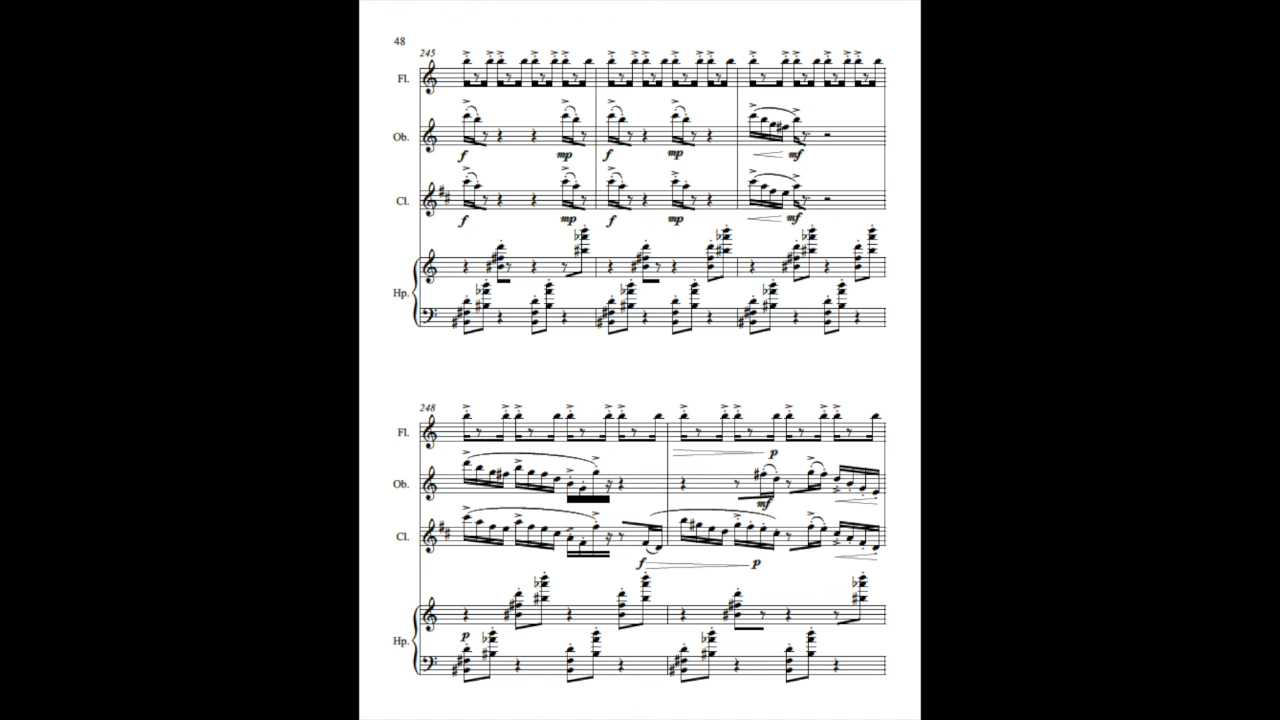 48
245
Fl.
Ob.
f mp f mp mf
Cl.
f mp f mp mf
Hp.
248
Fl.
p
Ob.
mf
Cl.
f p
p
Hp.